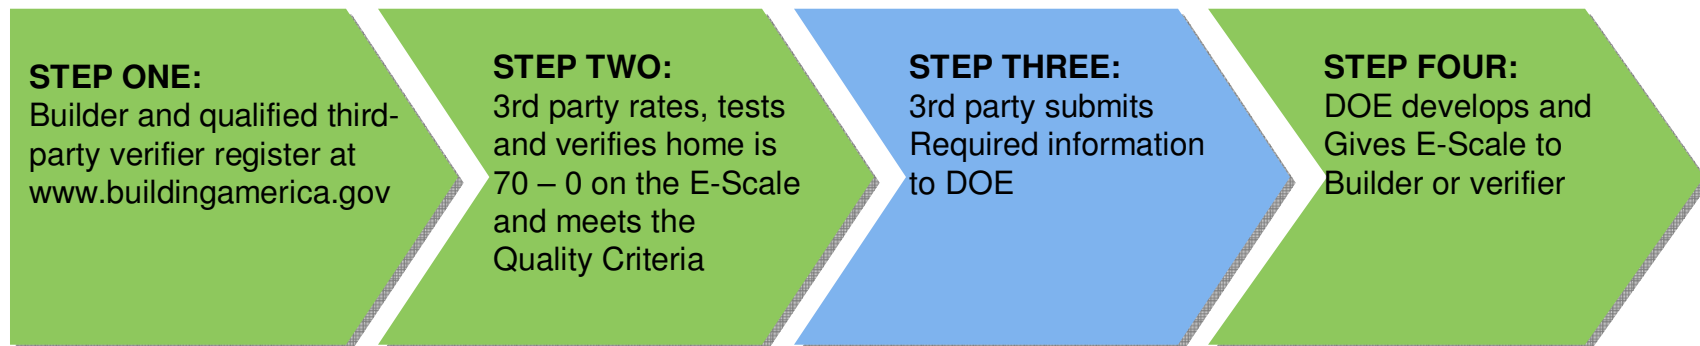 STEP ONE:
Builder and qualified third-
party verifier register at
www.buildingamerica.gov
STEP TWO:
3rd party rates, tests
and verifies home is
70 – 0 on the E-Scale
and meets the
Quality Criteria
STEP THREE:
3rd party submits
Required information
to DOE
STEP FOUR:
DOE develops and
Gives E-Scale to
Builder or verifier